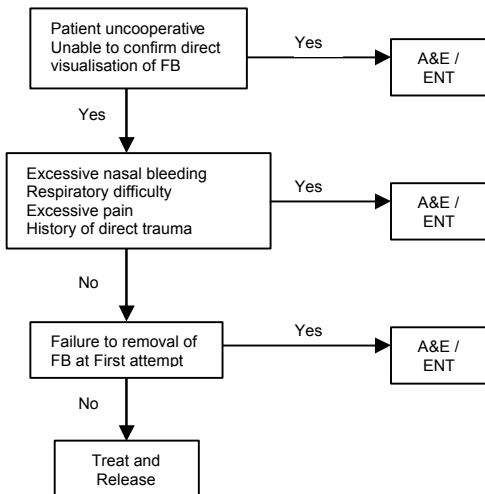 Patient uncooperative
Unable to confirm direct
visualisation of FB
Yes
A&E /
ENT
Yes
Excessive nasal bleeding
Respiratory difficulty
Excessive pain
History of direct trauma
Yes
A&E /
ENT
No
Failure to removal of
FB at First attempt
Yes
A&E /
ENT
No
Treat and
Release